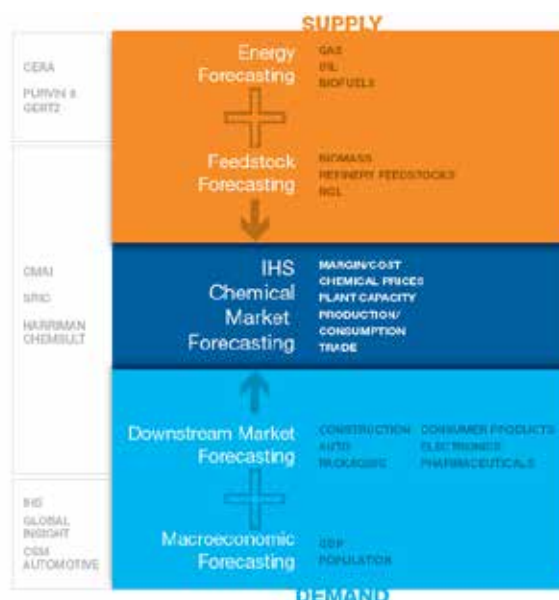 SUPPLY
CERA
PURVIN &
GERTZ
Energy
Forecasting
GAS
OIL
BIOFUELS
Feedstock
Forecasting
BIOMASS
REFINERY FEEDSTOCKS
NGL
CMAI
SRIC
HARRIMAN
CHEMSULT
IHS
Chemical
Market
Forecasting
MARGIN/COST
CHEMICAL PRICES
PLANT CAPACITY
PRODUCTION/
CONSUMPTION
TRADE
Downstream Market
Forecasting
CONSTRUCTION
AUTO
PACKAGING
CONSUMER PRODUCTS
ELECTRONICS
PHARMACEUTICALS
IHS
GLOBAL
INSIGHT
CSM
AUTOMOTIVE
Macroeconomic
Forecasting
GDP
POPULATION
DEMAND